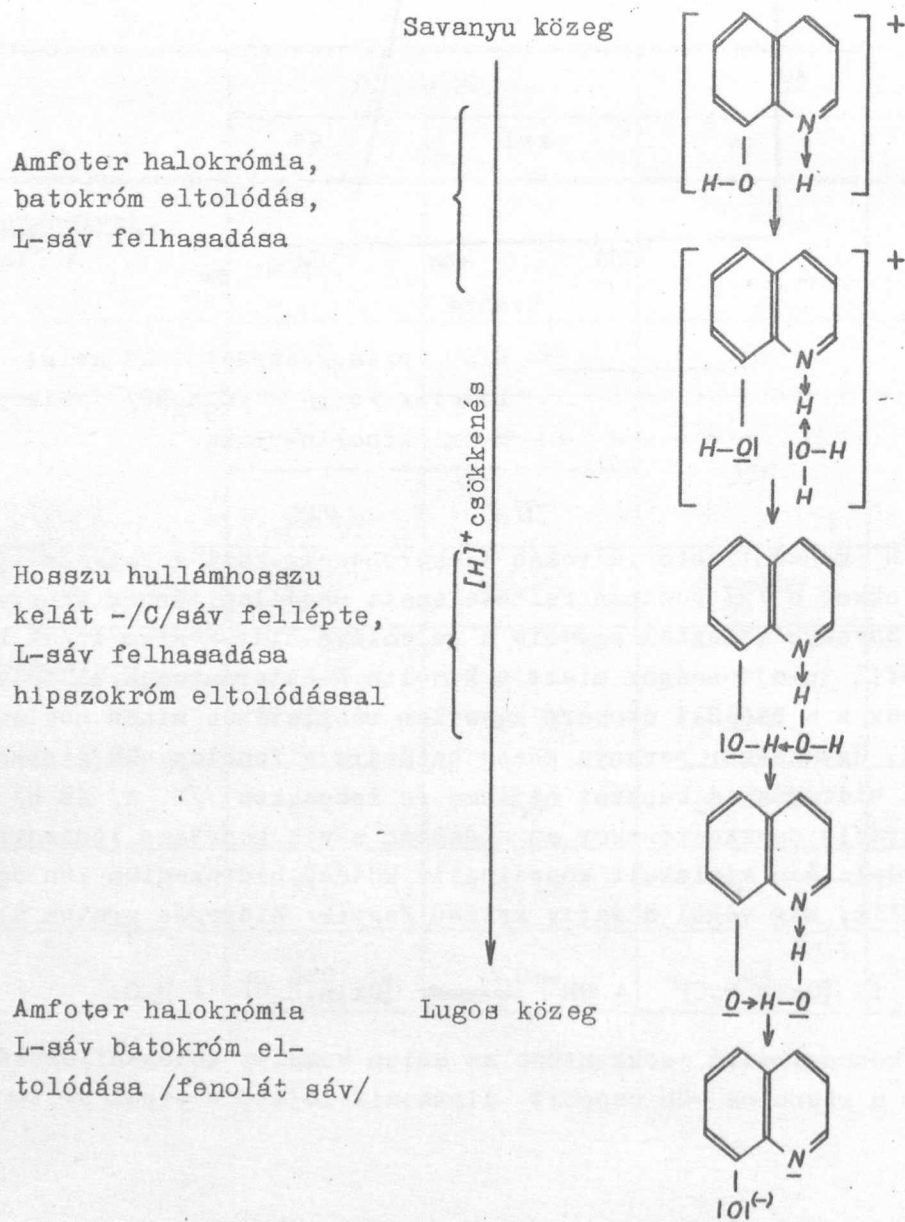 Savanyu közeg
Amfoter halokrómia,
batokróm eltolódás,
L-sáv felhasadása
[H]+ csökkenés
Hosszu hullámhosszu
kelát -/C/sáv fellépte,
L-sáv felhasadása
hipszokróm eltolódással
Amfoter halokrómia
L-sáv batokróm el-
tolódása /fenolát sáv/
Lugos közeg
+
N
H-O H
+
N
H
H-O| |O-H
H
N
H
|O-H O-H
N
H
O H-O
N
|O|(-)